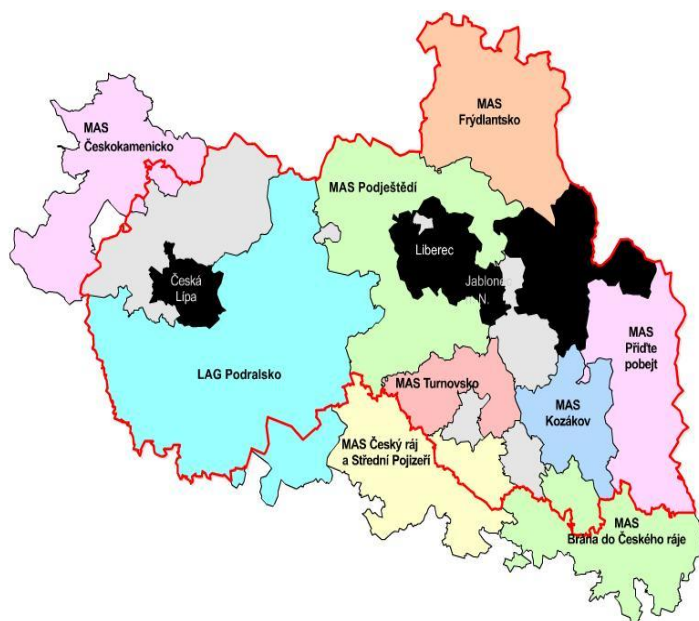 MAS
Frýdlantsko
MAS
Českokamenicko
MAS Podještědí
Liberec
Česká
Lípa
Jablonec
N.
MAS
Přiďte
pobejt
LAG Podralsko
MAS Turnovsko
MAS
Kozákov
MAS Český ráj
a Střední Pojizeří
MAS
Brána do Českého ráje